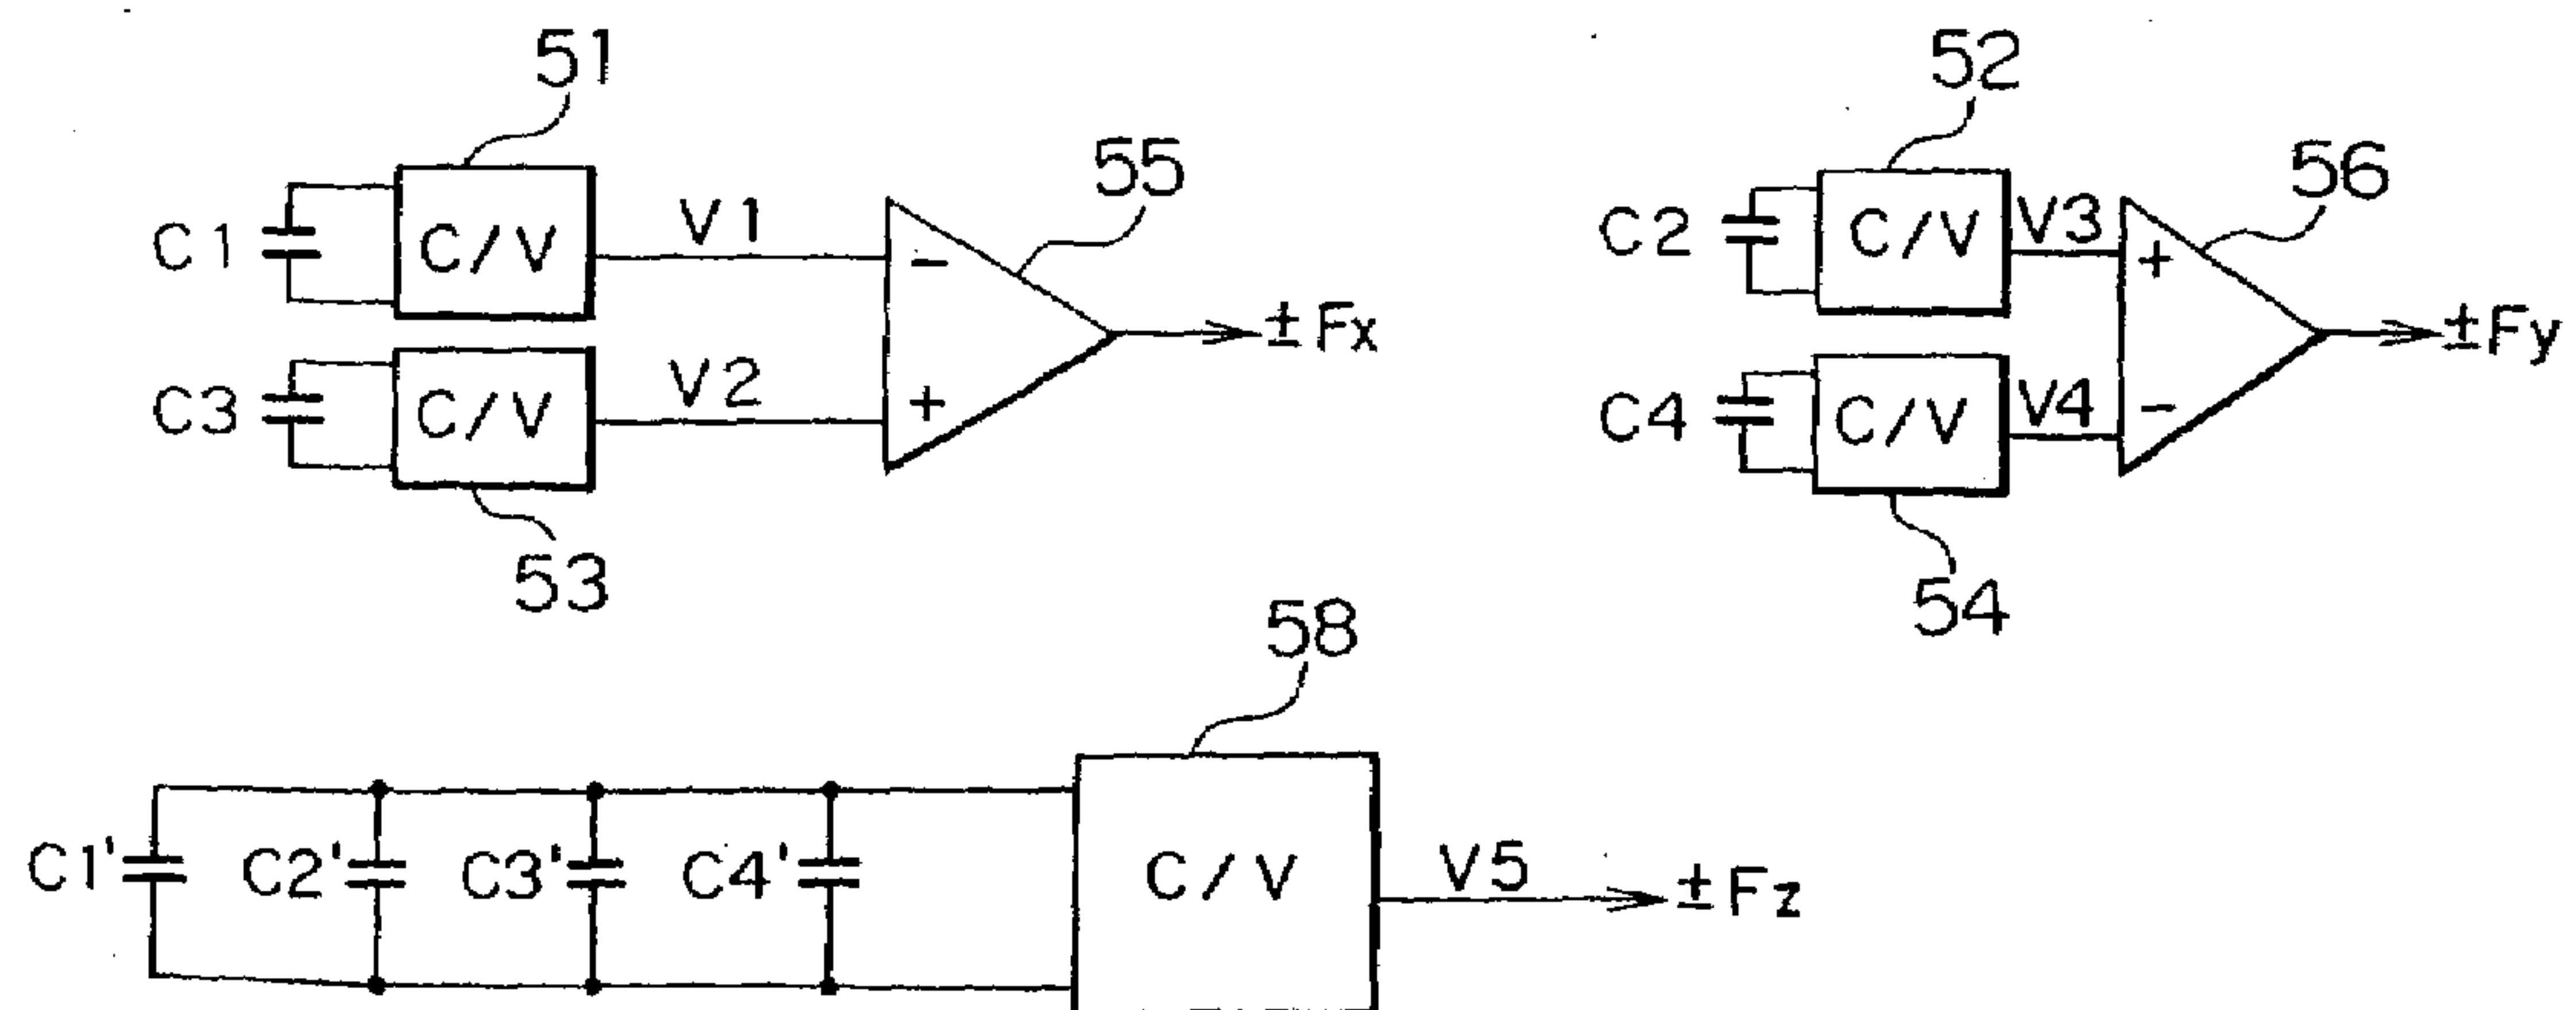 51
C1
C/V
V1
-
55
+
±Fx
C3
C/V
V2
53
52
C2
C/V
V3
+
56
-
±Fy
C4
C/V
V4
54
58
C1'
C2'
C3'
C4'
C/V
V5
±Fz